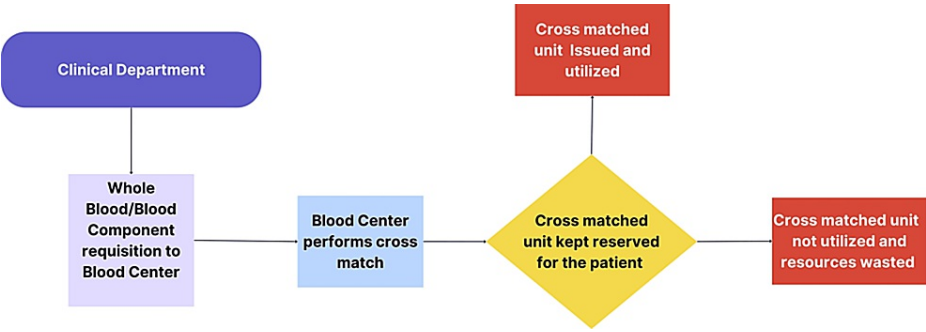 Clinical Department
Whole
Blood/Blood
Component
requisition to
Blood Center
Blood Center
performs cross
match
Cross matched
unit kept reserved
for the patient
Cross matched
unit Issued and
utilized
Cross matched unit
not utilized and
resources wasted